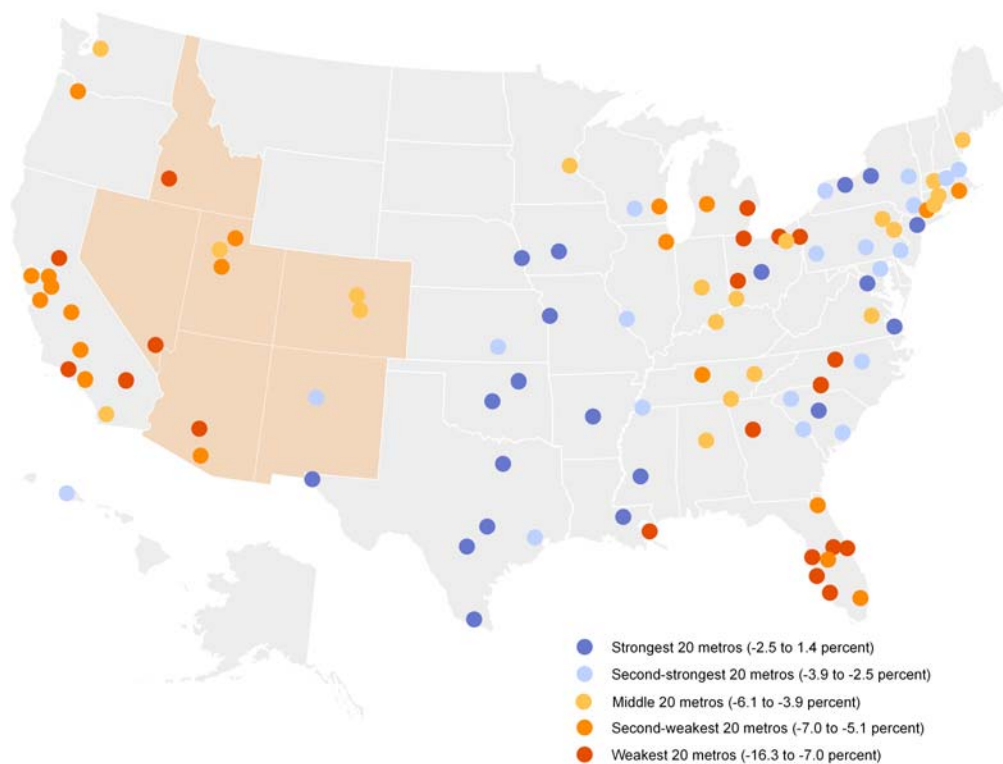 Strongest 20 metros (-2.5 to 1.4 percent)
Second-strongest 20 metros (-3.9 to -2.5 percent)
Middle 20 metros (-6.1 to -3.9 percent)
Second-weakest 20 metros (-7.0 to -5.1 percent)
Weakest 20 metros (-16.3 to -7.0 percent)